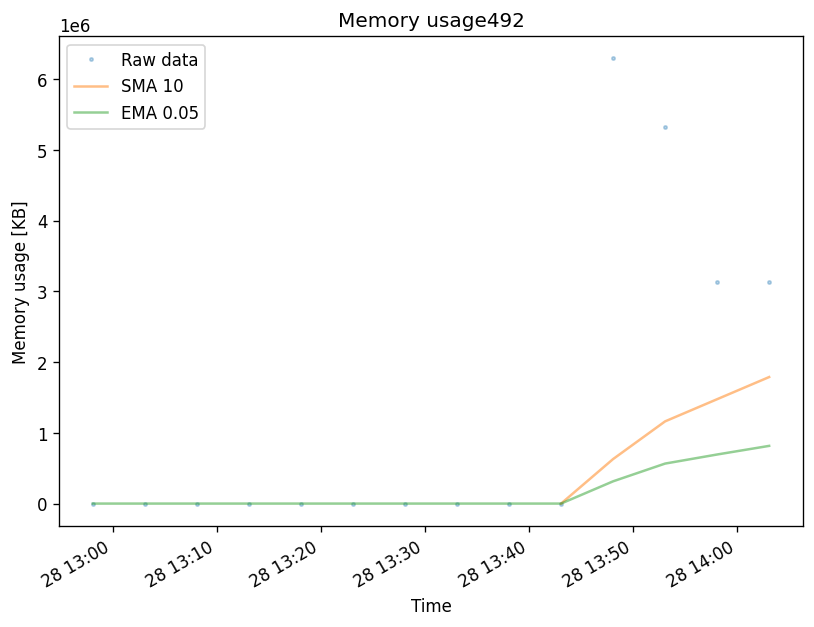 Memory usage492
1e6
Raw data
SMA 10
EMA 0.05
6
5
4
3
2
1
0
Memory usage [KB]
28 13:00
28 13:10
28 13:20
28 13:30
28 13:40
28 13:50
28 14:00
Time